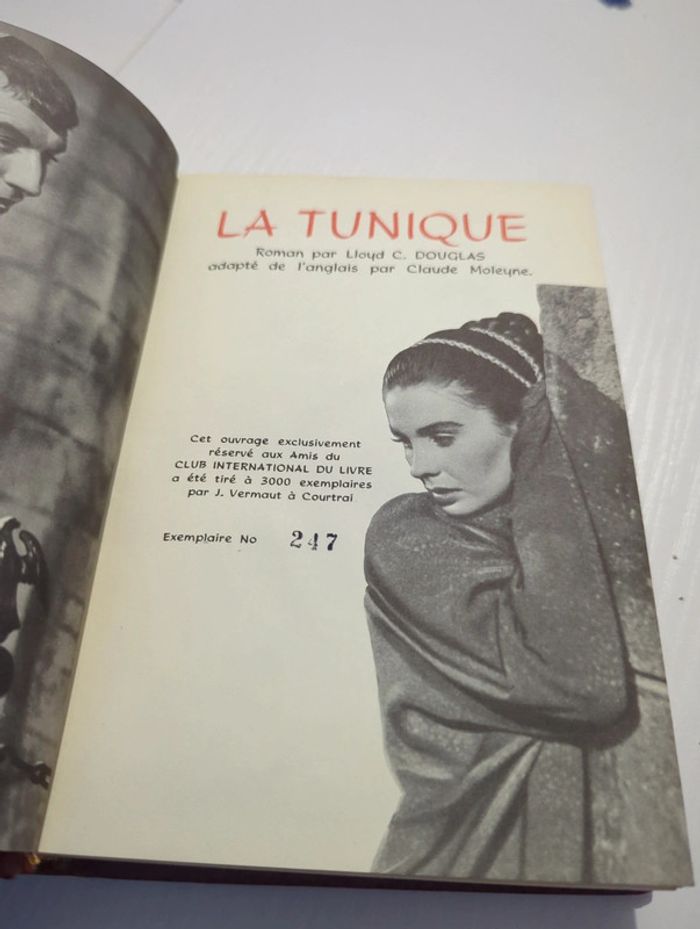 LA TUNIQUE
Roman par Lloyd C. DOUGLAS
adapté de l'anglais par Claude Moleyne.
Cet ouvrage exclusivement
réservé aux Amis du
CLUB INTERNATIONAL DU LIVRE
a été tiré à 3000 exemplaires
par J. Vermaut à Courtrai
Exemplaire No 247